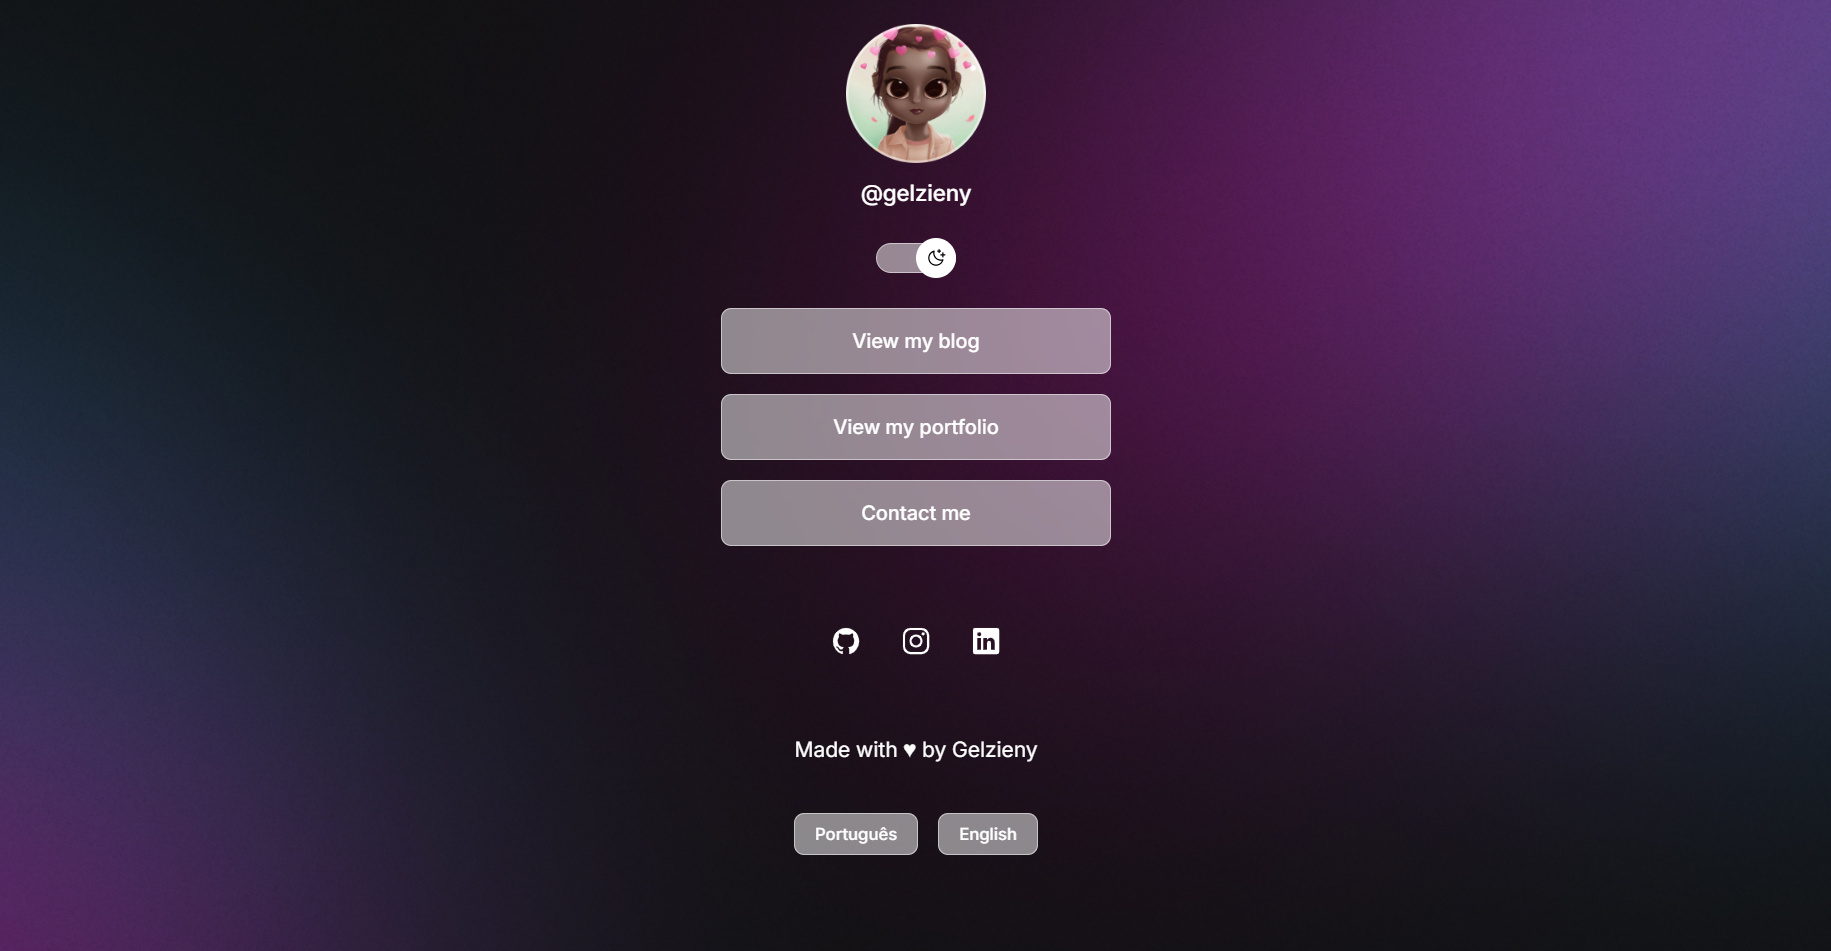 @gelzieny
View my blog
View my portfolio
Contact me
Made with ♥ by Gelzieny
Português English